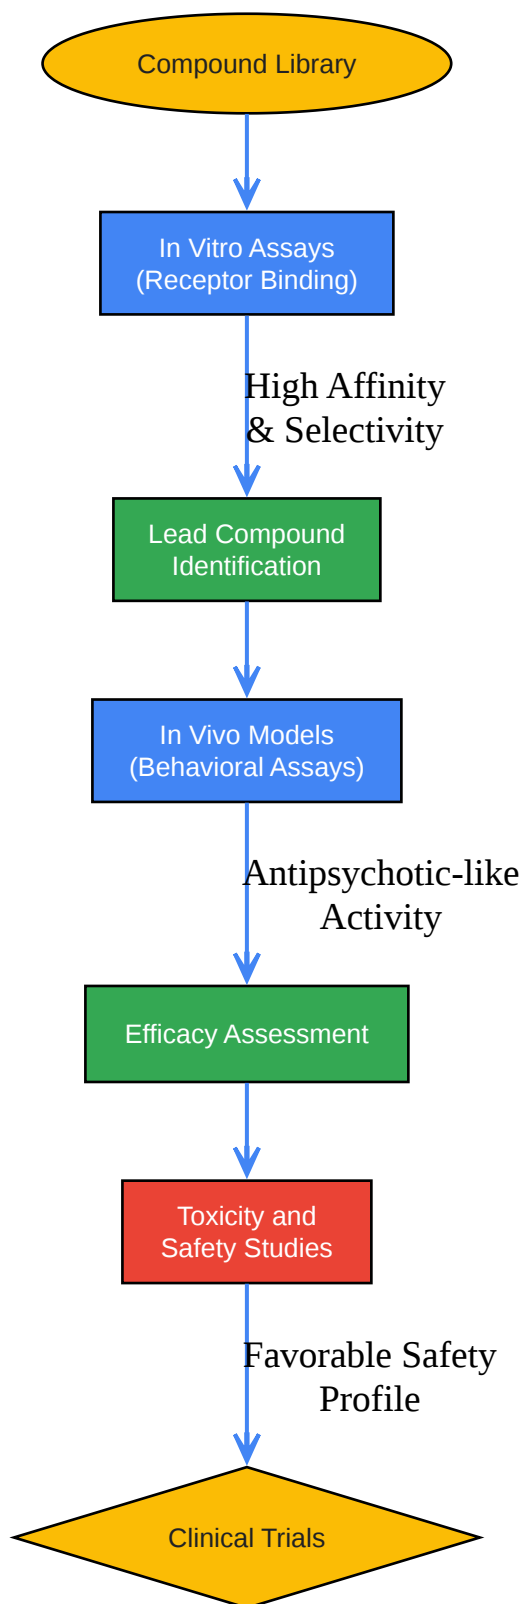 Compound Library
In Vitro Assays
(Receptor Binding)
High Affinity
& Selectivity
Lead Compound
Identification
In Vivo Models
(Behavioral Assays)
Antipsychotic-like
Activity
Efficacy Assessment
Toxicity and
Safety Studies
Favorable Safety
Profile
Clinical Trials